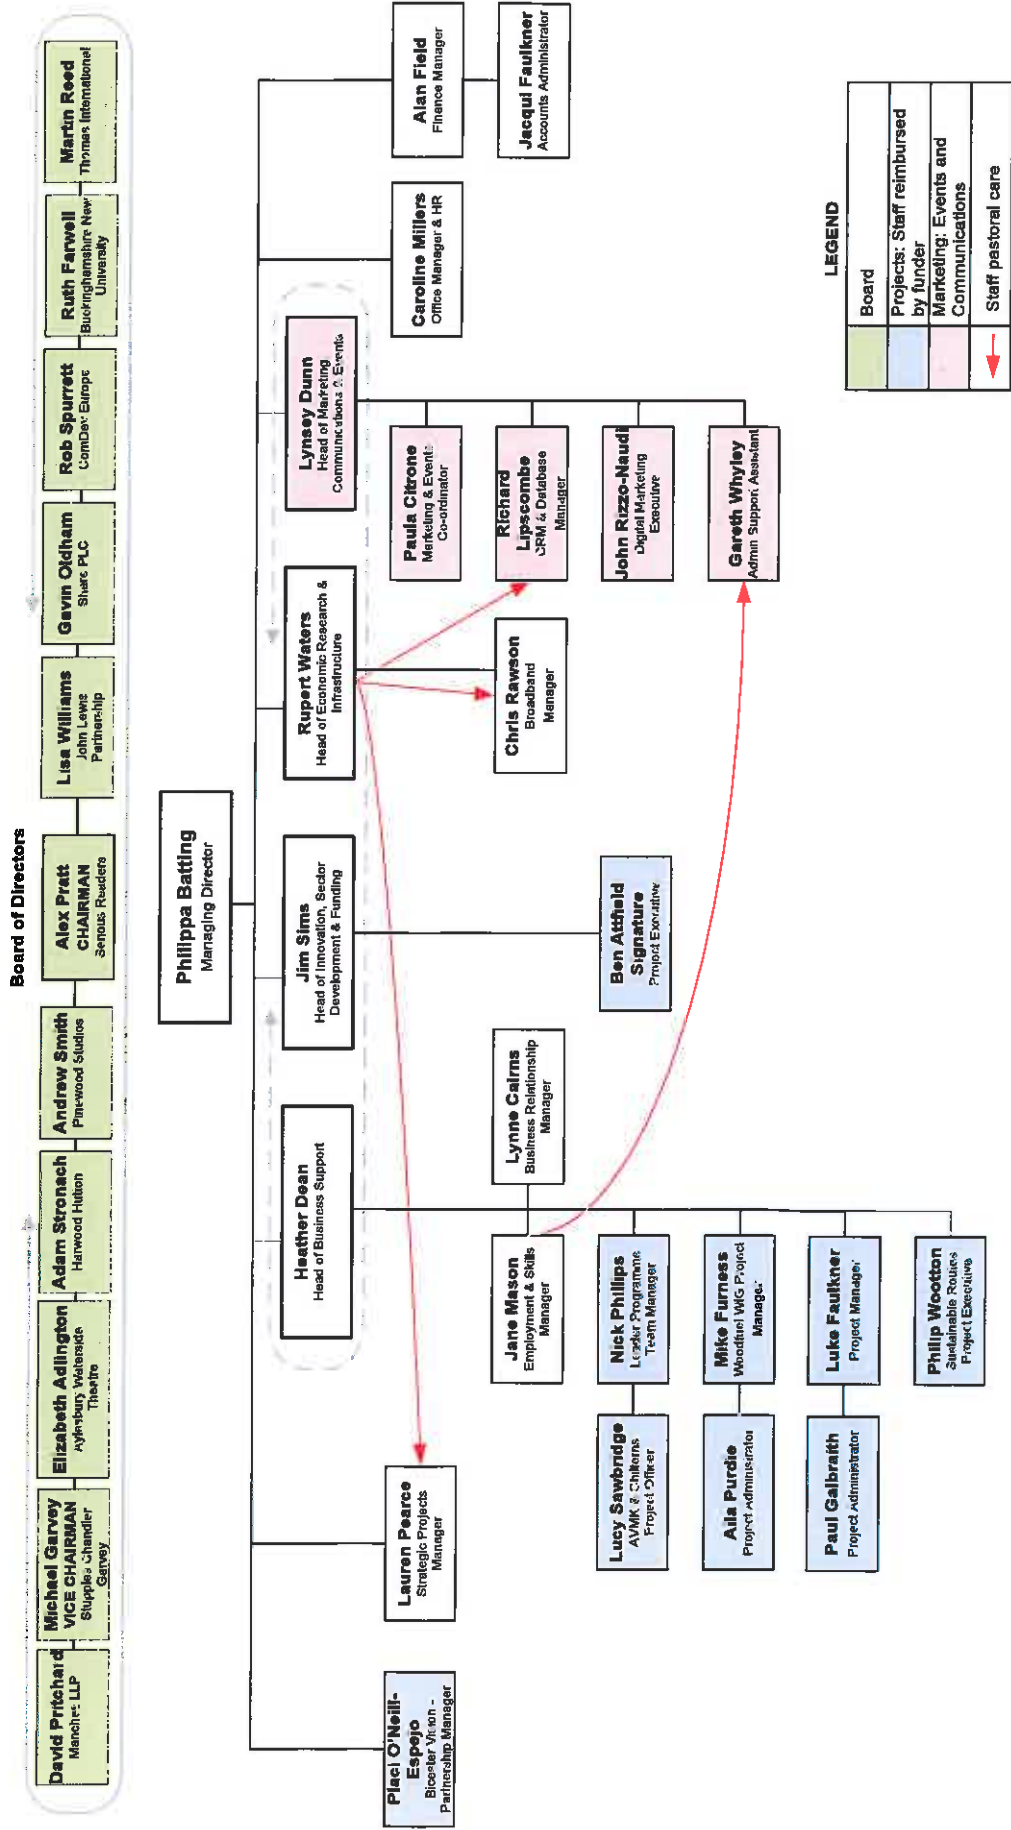 Board of Directors
David Pritchard
Manches LLP
Michael Garvey
VICE CHAIRMAN
Stupples Chandler
Garvey
Elizabeth Adlington
Aylesbury Waterside
Theatre
Adam Stronach
Harwood Hutton
Andrew Smith
Pinewood Studios
Alex Pratt
CHAIRMAN
Serious Readers
Lisa Williams
John Lewis
Partnership
Gavin Oldham
Share PLC
Rob Spurrett
ComDev Europe
Ruth Farwell
Buckinghamshire New
University
Martin Reed
Thomas International
Philippa Batting
Managing Director
Heather Dean
Head of Business Support
Jim Sims
Head of Innovation, Sector
Development & Funding
Rupert Waters
Head of Economic Research &
Infrastructure
Lynsey Dunn
Head of Marketing
Communications & Events
Placi O'Neill-
Espejo
Bicester Vision -
Partnership Manager
Lauren Pearce
Strategic Projects
Manager
Paula Citrone
Marketing & Events
Co-ordinator
Caroline Millers
Office Manager & HR
Alan Field
Finance Manager
Jane Mason
Employment & Skills
Manager
Lynne Cairns
Business Relationship
Manager
Chris Rawson
Broadband
Manager
Richard
Lipscombe
CRM & Database
Manager
Jacqui Faulkner
Accounts Administrator
Lucy Sawbridge
AVMK & Chilterns
Project Officer
Nick Phillips
Leader Programme
Team Manager
Ben Attfield
Signature
Project Executive
John Rizzo-Naudi
Digital Marketing
Executive
Aila Purdie
Project Administrator
Mike Furness
Woodfuel WIG Project
Manager
Gareth Whyley
Admin Support Assistant
Paul Galbraith
Project Administrator
Luke Faulkner
Project Manager
Philip Wootton
Sustainable Routes
Project Executive
LEGEND
Board
Projects: Staff reimbursed
by funder
Marketing: Events and
Communications
Staff pastoral care